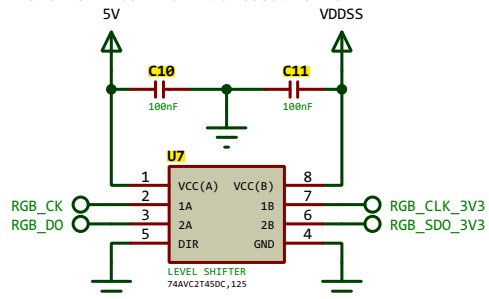 5V
VDDSS
C10
C11
100nF
100nF
U7
1
VCC(A)
VCC(B)
8
RGB_CK
2
1A
1B
7
RGB_CLK_3V3
RGB_DO
3
2A
2B
6
RGB_SDO_3V3
5
DIR
GND
4
LEVEL SHIFTER
74AVC2T45DC,125